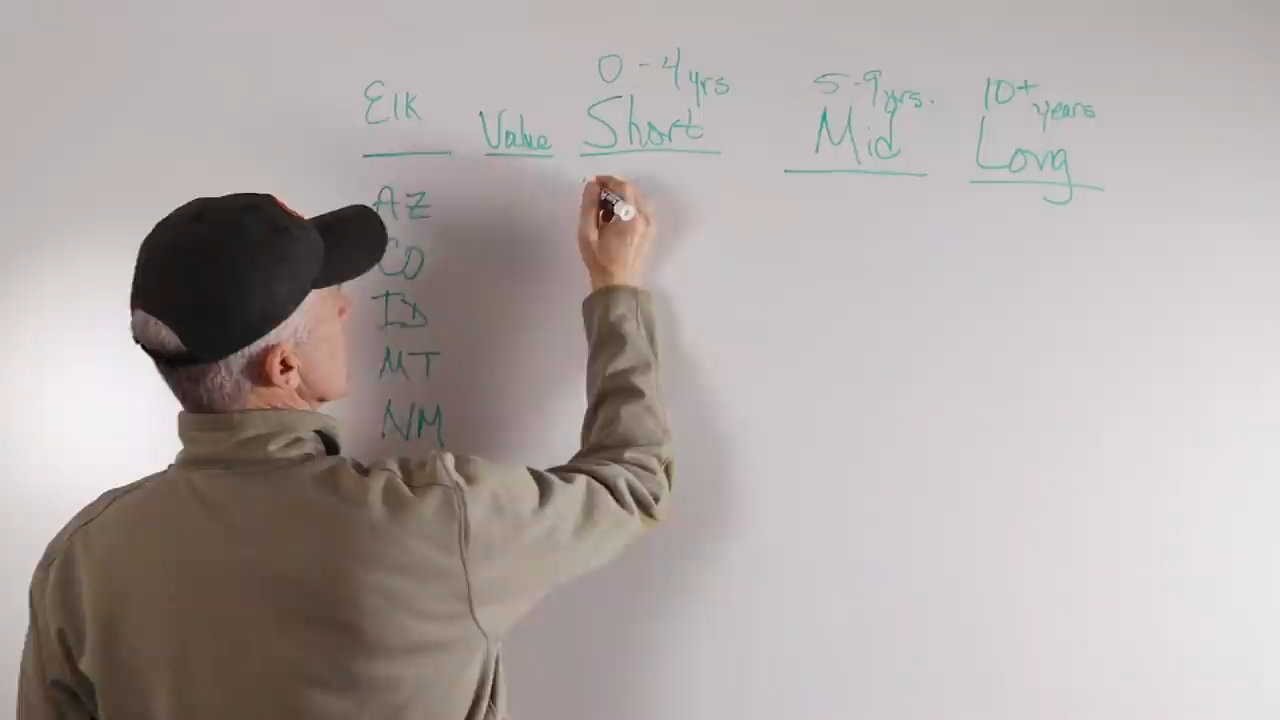 Elk Value 0-4yrs 5-9yrs. 10+ years
Short Mid Long
AZ
CO
ID
MT
NM